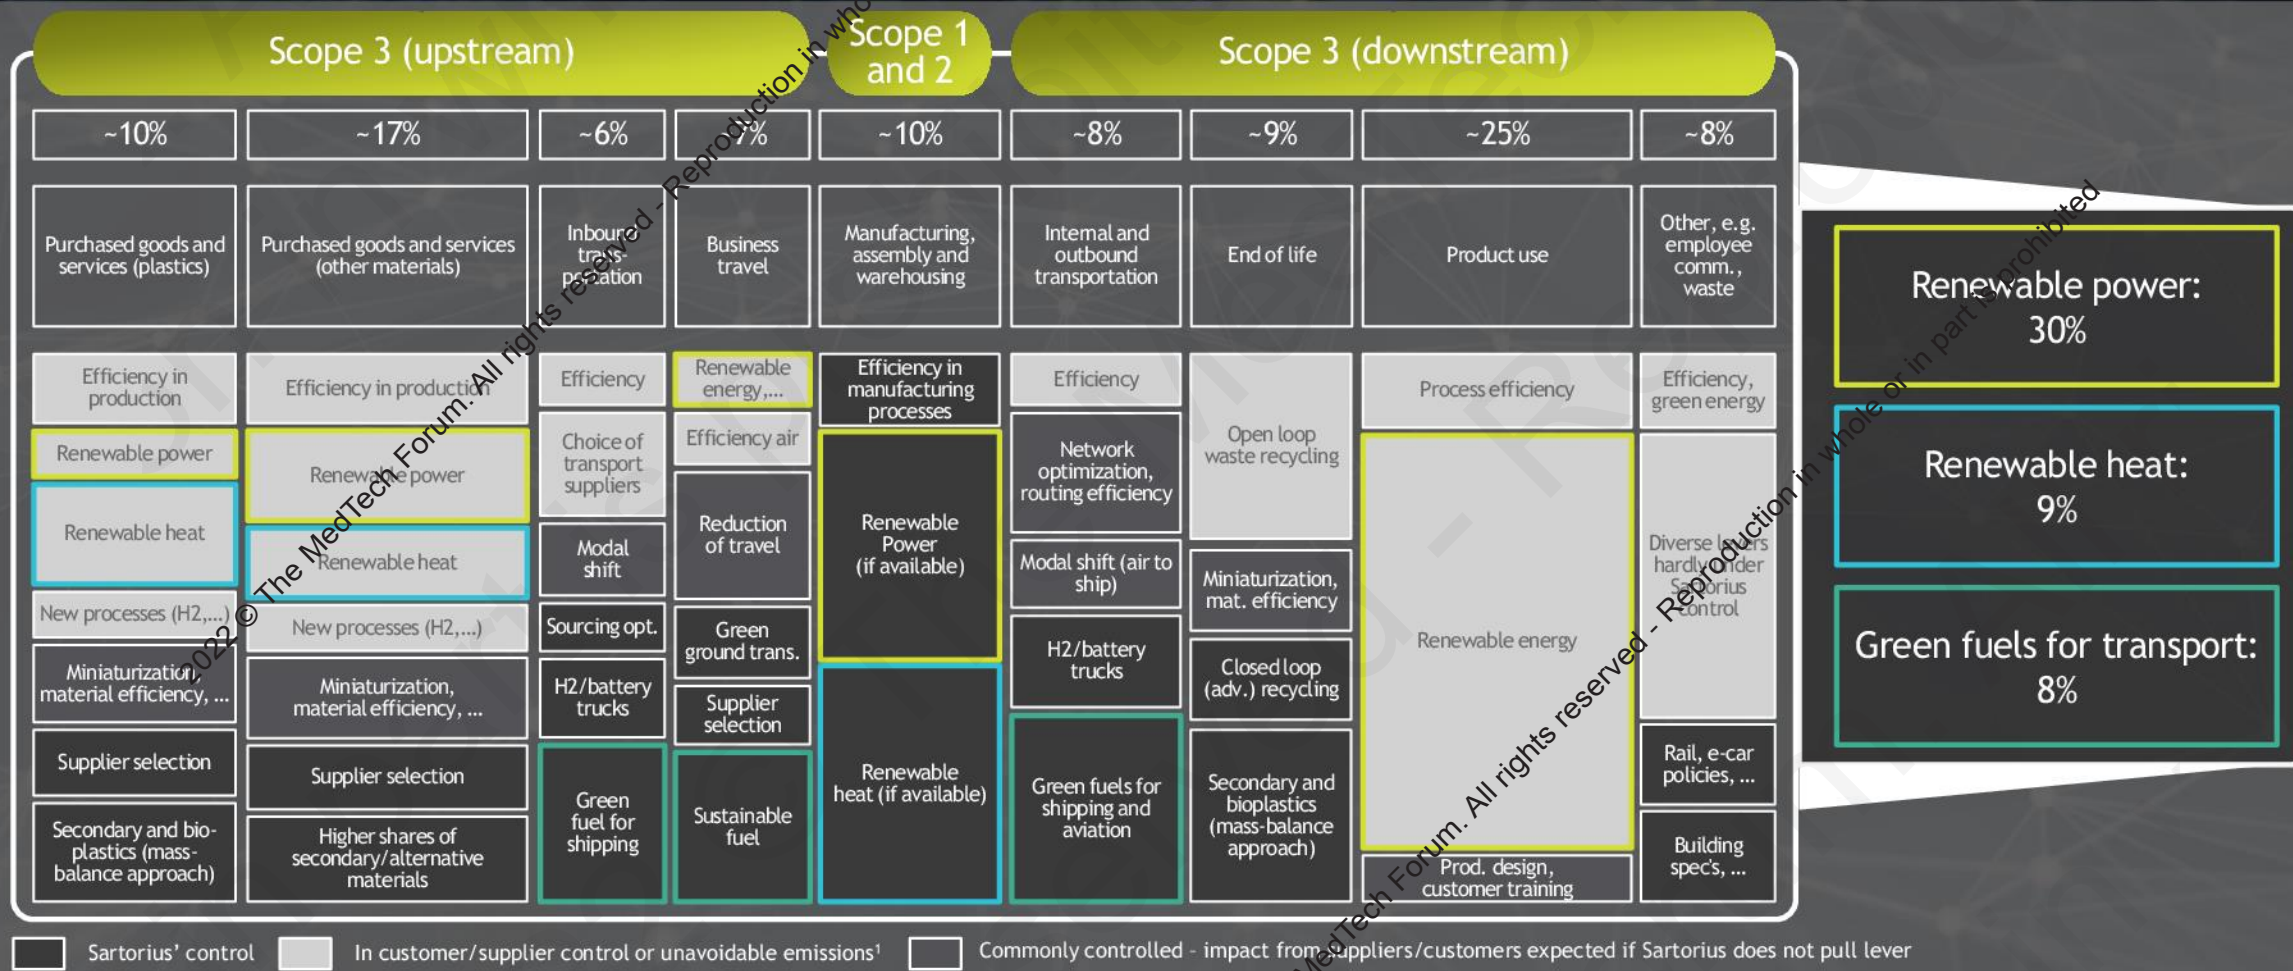 Scope 3 (upstream)
Scope 1
and 2
Scope 3 (downstream)
~10%
~17%
~6%
~7%
~10%
~8%
~9%
~25%
~8%
Purchased goods and
services (plastics)
Purchased goods and services
(other materials)
Inbound
trans-
portation
Business
travel
Manufacturing,
assembly and
warehousing
Internal and
outbound
transportation
End of life
Product use
Other, e.g.
employee
comm.,
waste
Efficiency in
production
Renewable power
Renewable heat
New processes (H2,...)
Miniaturization,
material efficiency, ...
Supplier selection
Secondary and bio-
plastics (mass-
balance approach)
Efficiency in production
Renewable power
Renewable heat
New processes (H2,...)
Miniaturization,
material efficiency, ...
Supplier selection
Higher shares of
secondary/alternative
materials
Efficiency
Choice of
transport
suppliers
Modal
shift
Sourcing opt.
H2/battery
trucks
Green
fuel for
shipping
Renewable
energy,...
Efficiency air
Reduction
of travel
Green
ground trans.
Supplier
selection
Sustainable
fuel
Efficiency in
manufacturing
processes
Renewable
Power
(if available)
Renewable
heat (if available)
Efficiency
Network
optimization,
routing efficiency
Modal shift (air to
ship)
H2/battery
trucks
Green fuels for
shipping and
aviation
Open loop
waste recycling
Miniaturization,
mat. efficiency
Closed loop
(adv.) recycling
Secondary and
bioplastics
(mass-balance
approach)
Process efficiency
Renewable energy
Prod. design,
customer training
Efficiency,
green energy
Diverse levers
hardly under
Sartorius
control
Rail, e-car
policies, ...
Building
spec's, ...
Renewable power:
30%
Renewable heat:
9%
Green fuels for transport:
8%
Sartorius' control
In customer/supplier control or unavoidable emissions¹
Commonly controlled - impact from suppliers/customers expected if Sartorius does not pull lever
2022 © The MedTech Forum. All rights reserved - Reproduction in who
MedTech Forum. All rights reserved - Reproduction in whole or in part is prohibited